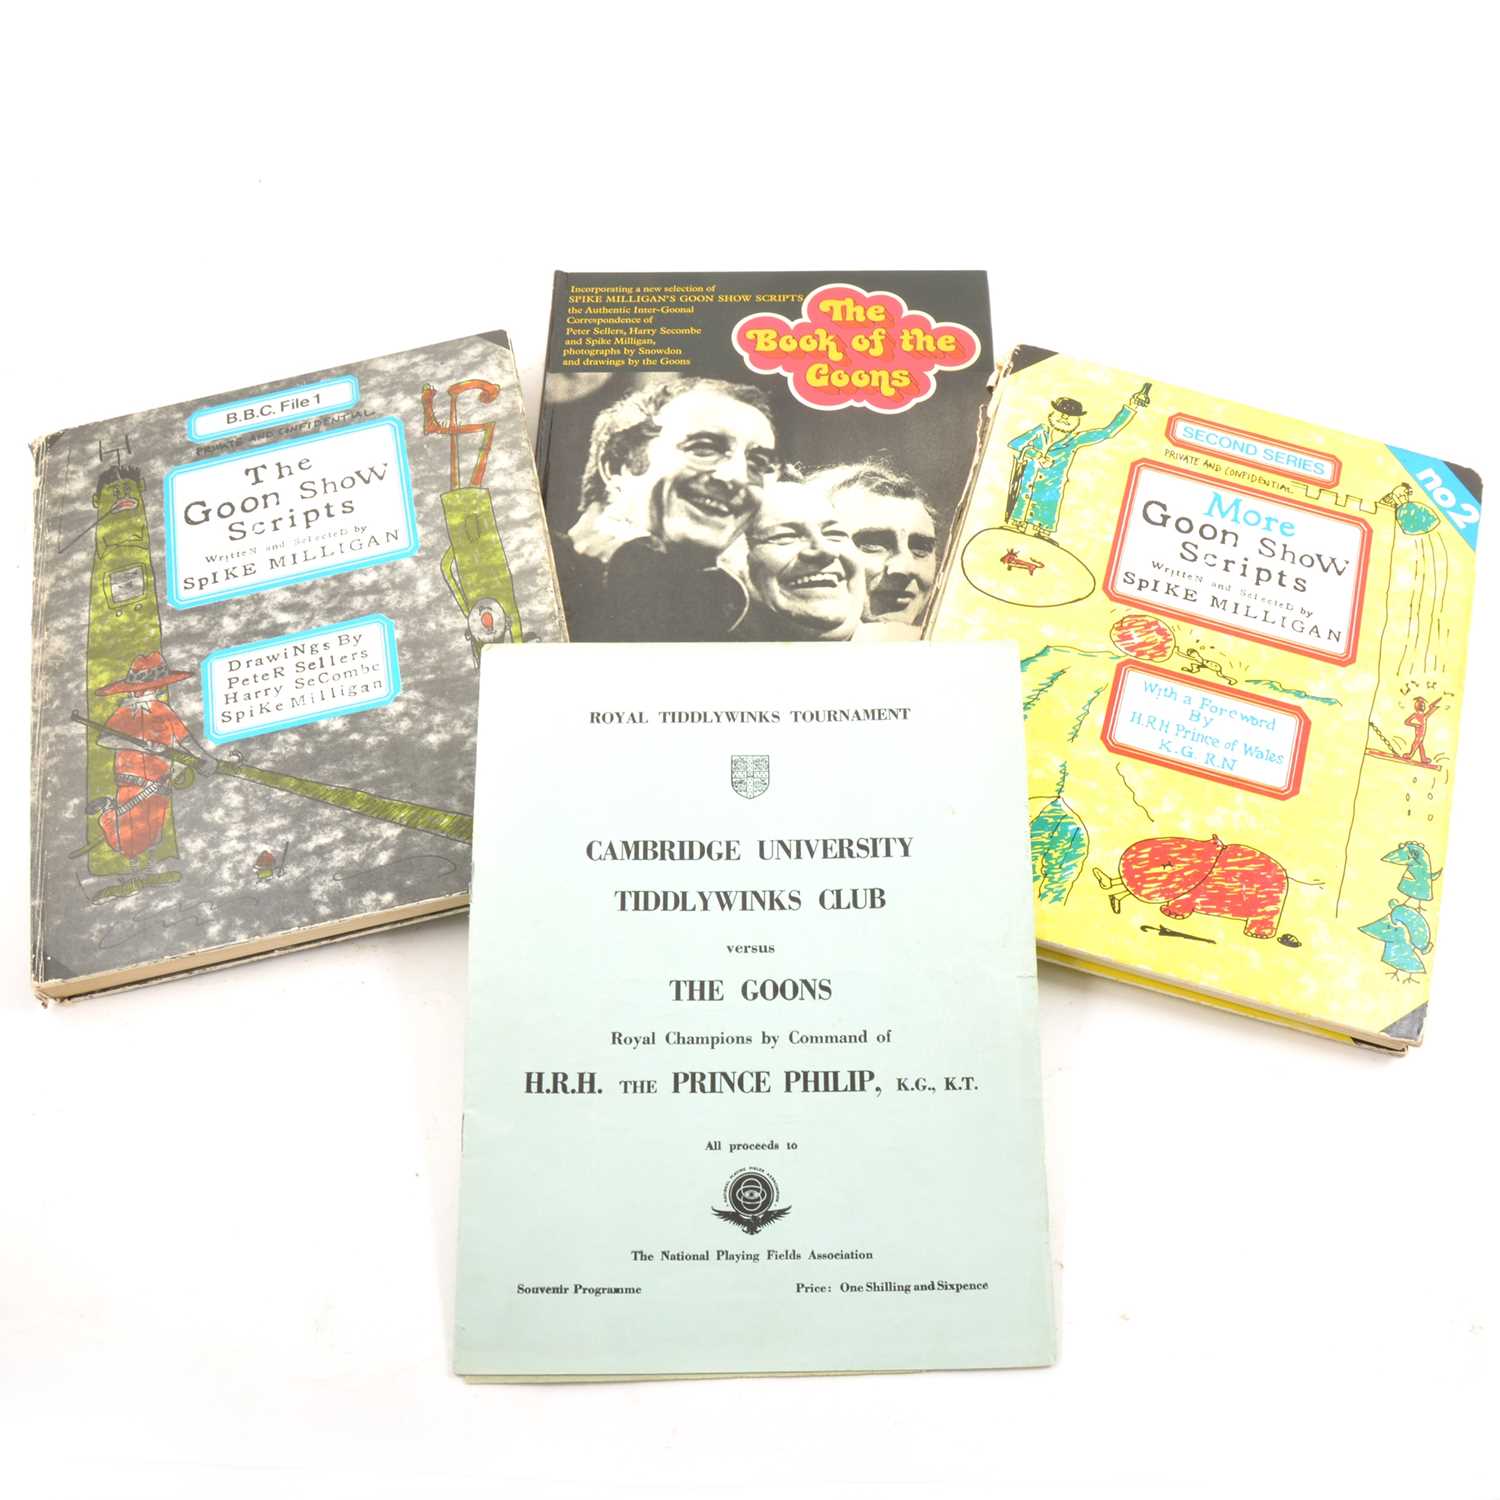 B.B.C. File 1
PRIVATE AND CONFIDENTIAL
The
Goon Show
Scripts
Written and Selected by
SpIKE MILLIGAN
DrawiNgs By
PeteR Sellers
Harry SeCombe
SpiKe Milligan
Incorporating a new selection of
SPIKE MILLIGAN'S GOON SHOW SCRIPTS
the Authentic Inter-Goonal
Correspondence of
Peter Sellers, Harry Secombe
and Spike Milligan,
photographs by Snowdon
and drawings by the Goons
The
Book of the
Goons
SECOND SERIES
no2
PRIVATE AND CONFIDENTIAL
More
Goon ShoW
Scripts
WritteN and SelecteD by
SpIKE MILLIGAN
With a Foreword
By
H.R.H Prince of Wales
K.G. R.N
ROYAL TIDDLYWINKS TOURNAMENT
CAMBRIDGE UNIVERSITY
TIDDLYWINKS CLUB
versus
THE GOONS
Royal Champions by Command of
H.R.H. THE PRINCE PHILIP, K.G., K.T.
All proceeds to
NATIONAL PLAYING FIELDS ASSOCIATION
The National Playing Fields Association
Souvenir Programme
Price: One Shilling and Sixpence